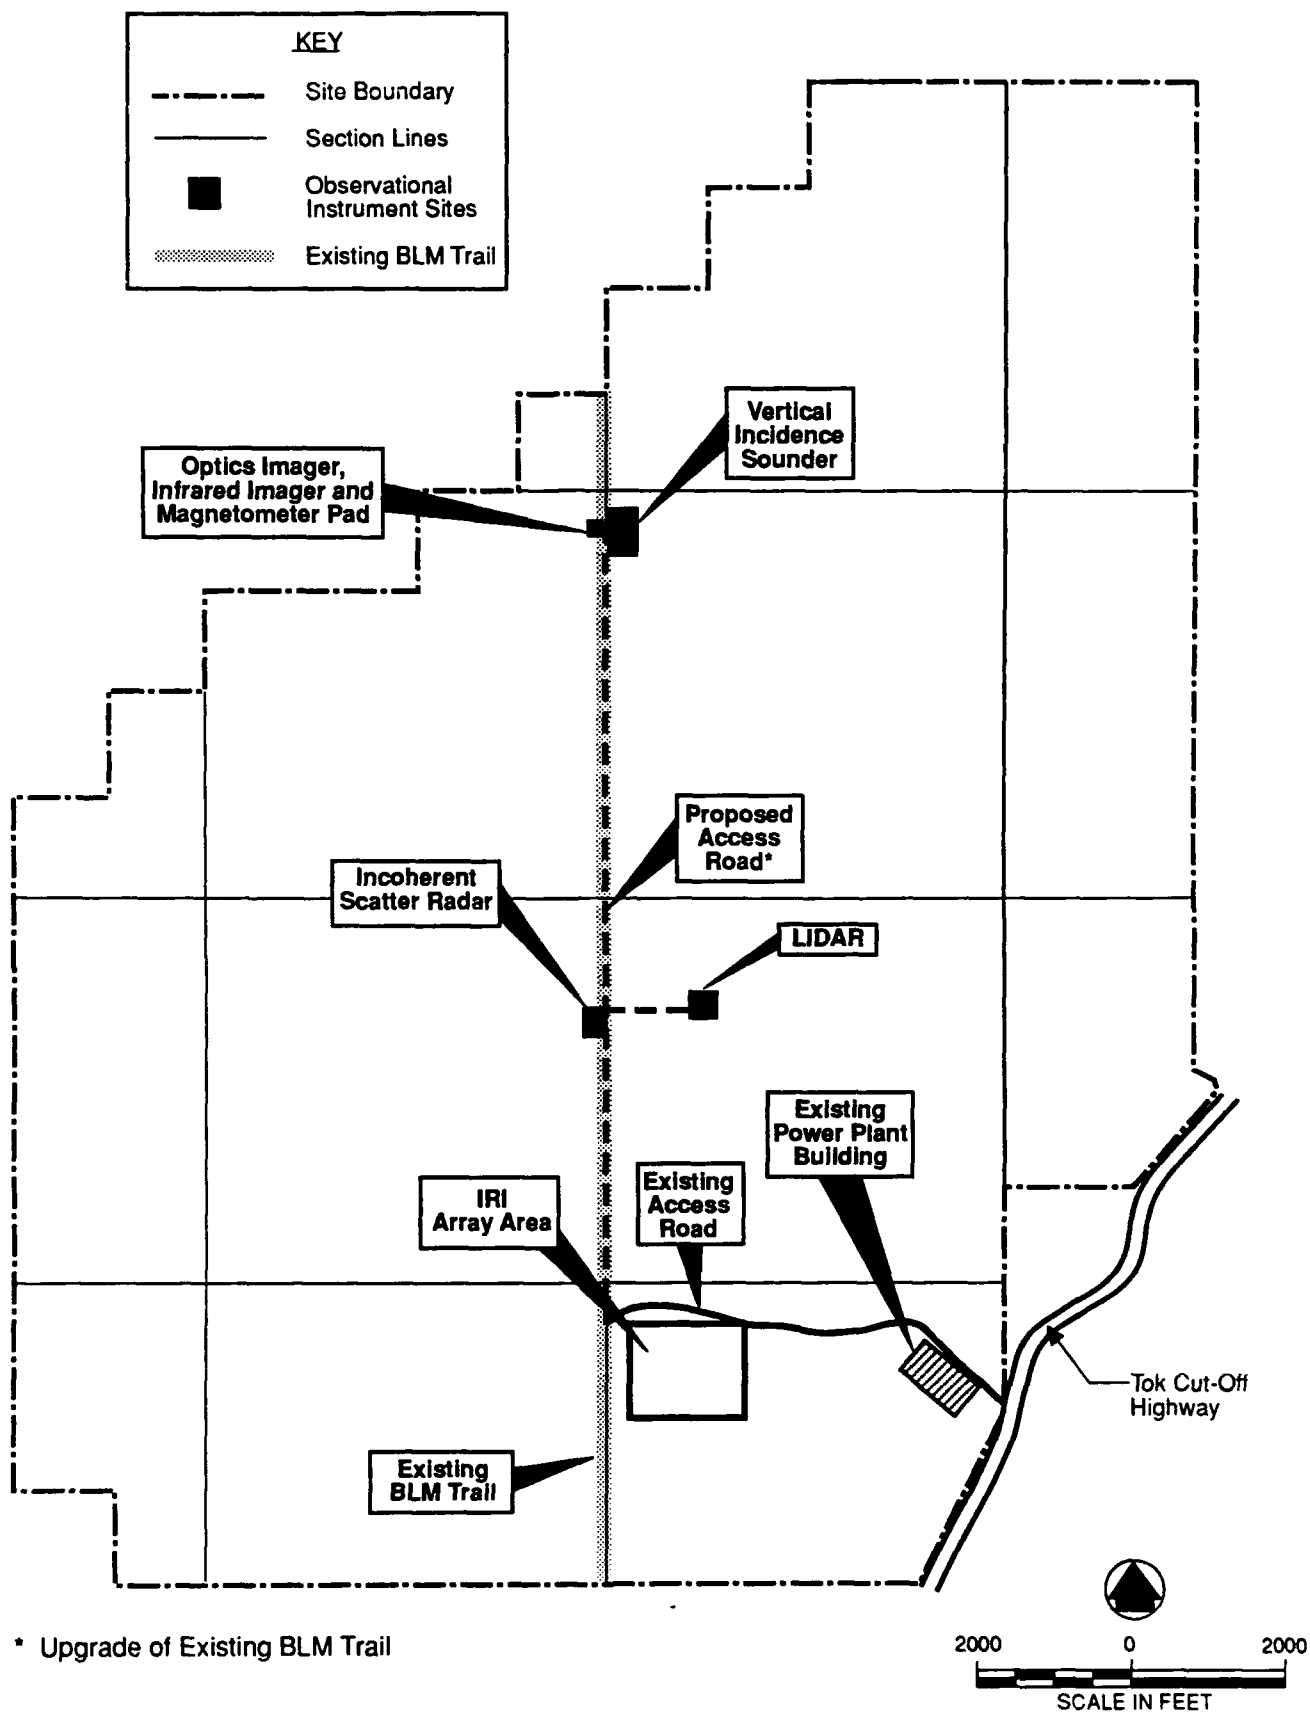 KEY
Site Boundary
Section Lines
Observational
Instrument Sites
Existing BLM Trail
Vertical
Incidence
Sounder
Optics Imager,
Infrared Imager and
Magnetometer Pad
Proposed
Access
Road*
Incoherent
Scatter Radar
LIDAR
Existing
Power Plant
Building
IRI
Array Area
Existing
Access
Road
Tok Cut-Off
Highway
Existing
BLM Trail
* Upgrade of Existing BLM Trail
2000 0 2000
SCALE IN FEET